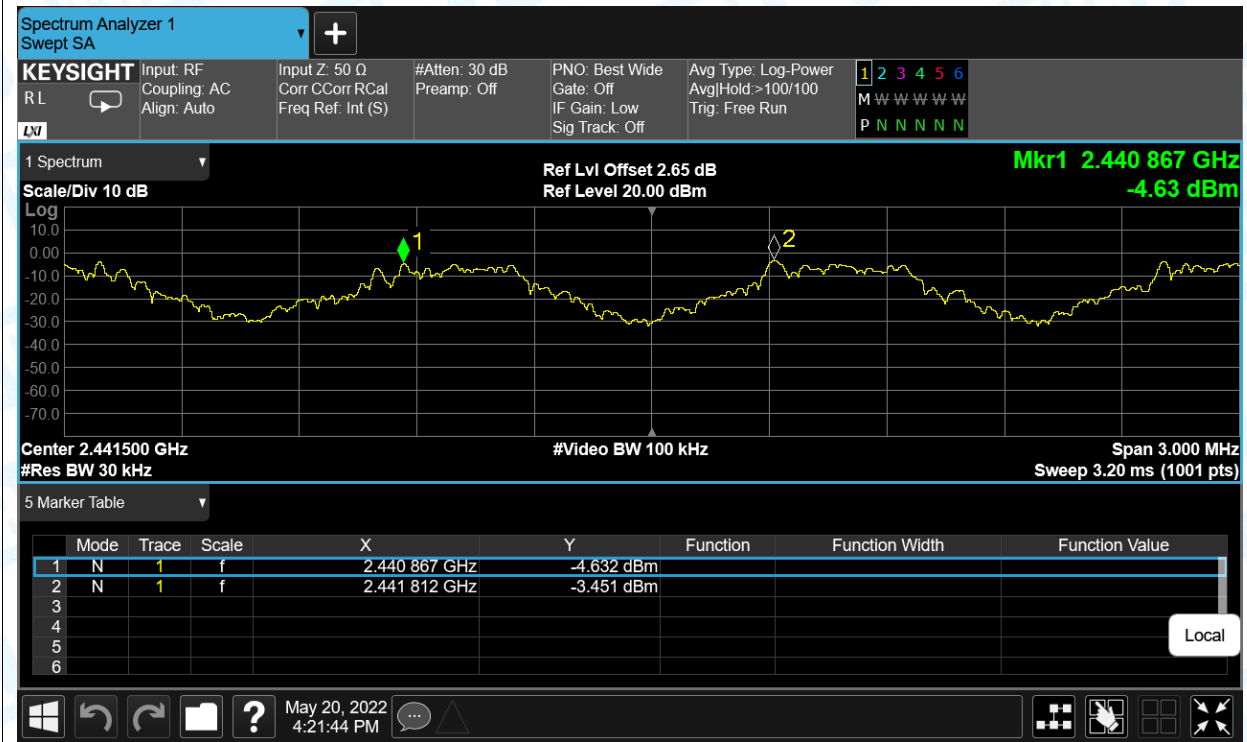 Spectrum Analyzer 1
Swept SA
KEYSIGHT
R L
LXI
Input: RF
Coupling: AC
Align: Auto
Input Z: 50 Ω
Corr CCorr RCal
Freq Ref: Int (S)
#Atten: 30 dB
Preamp: Off
PNO: Best Wide
Gate: Off
IF Gain: Low
Sig Track: Off
Avg Type: Log-Power
Avg|Hold:>100/100
Trig: Free Run
1 2 3 4 5 6
M W W W W W
P N N N N N
1 Spectrum
Scale/Div 10 dB
Ref Lvl Offset 2.65 dB
Ref Level 20.00 dBm
Mkr1 2.440 867 GHz
-4.63 dBm
Log
10.0
0.00
-10.0
-20.0
-30.0
-40.0
-50.0
-60.0
-70.0
1
2
Center 2.441500 GHz
#Video BW 100 kHz
Span 3.000 MHz
#Res BW 30 kHz
Sweep 3.20 ms (1001 pts)
5 Marker Table
Mode Trace Scale X Y Function Function Width Function Value
1 N 1 f 2.440 867 GHz -4.632 dBm
2 N 1 f 2.441 812 GHz -3.451 dBm
3
4
5
6
Local
?
May 20, 2022
4:21:44 PM